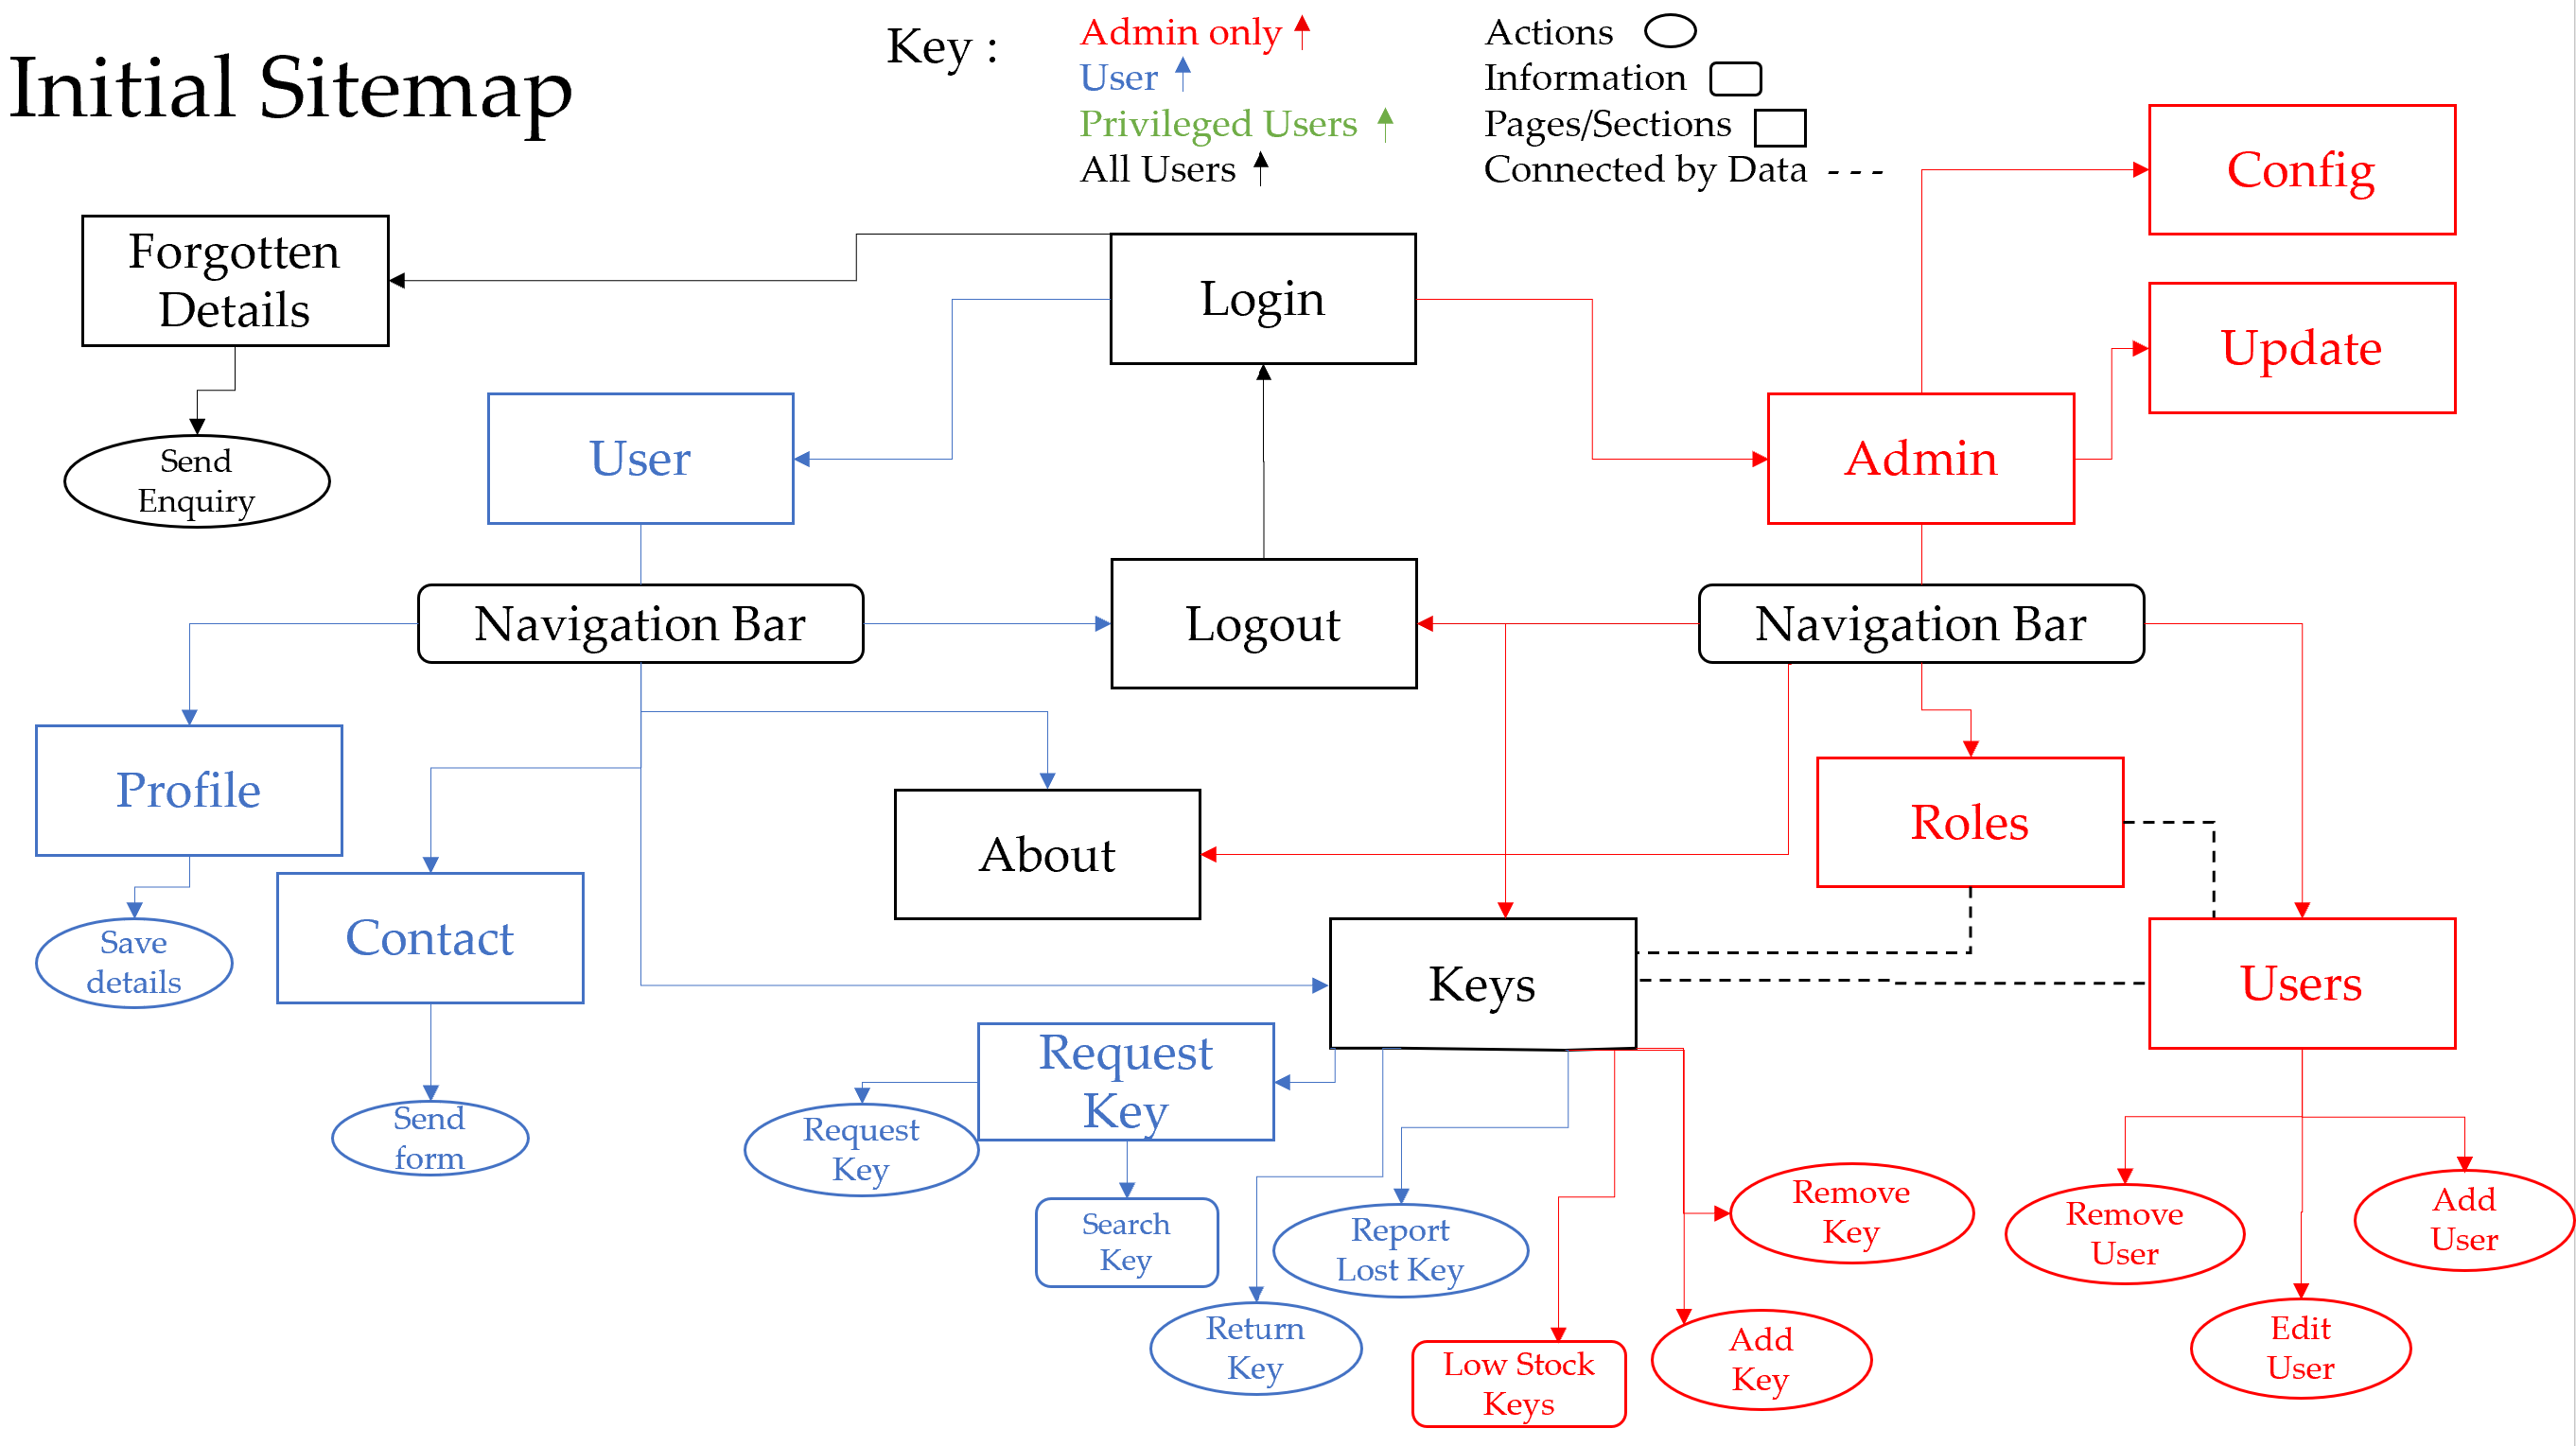 Initial Sitemap
Key :
Admin only
User
Privileged Users
All Users
Actions
Information
Pages/Sections
Connected by Data - - -
Config
Forgotten
Details
Login
Update
User
Admin
Send
Enquiry
Navigation Bar
Logout
Navigation Bar
Profile
About
Roles
Save
details
Contact
Keys
Users
Request
Key
Request
Key
Send
form
Search
Key
Report
Lost Key
Remove
Key
Remove
User
Add
User
Return
Key
Low Stock
Keys
Add
Key
Edit
User